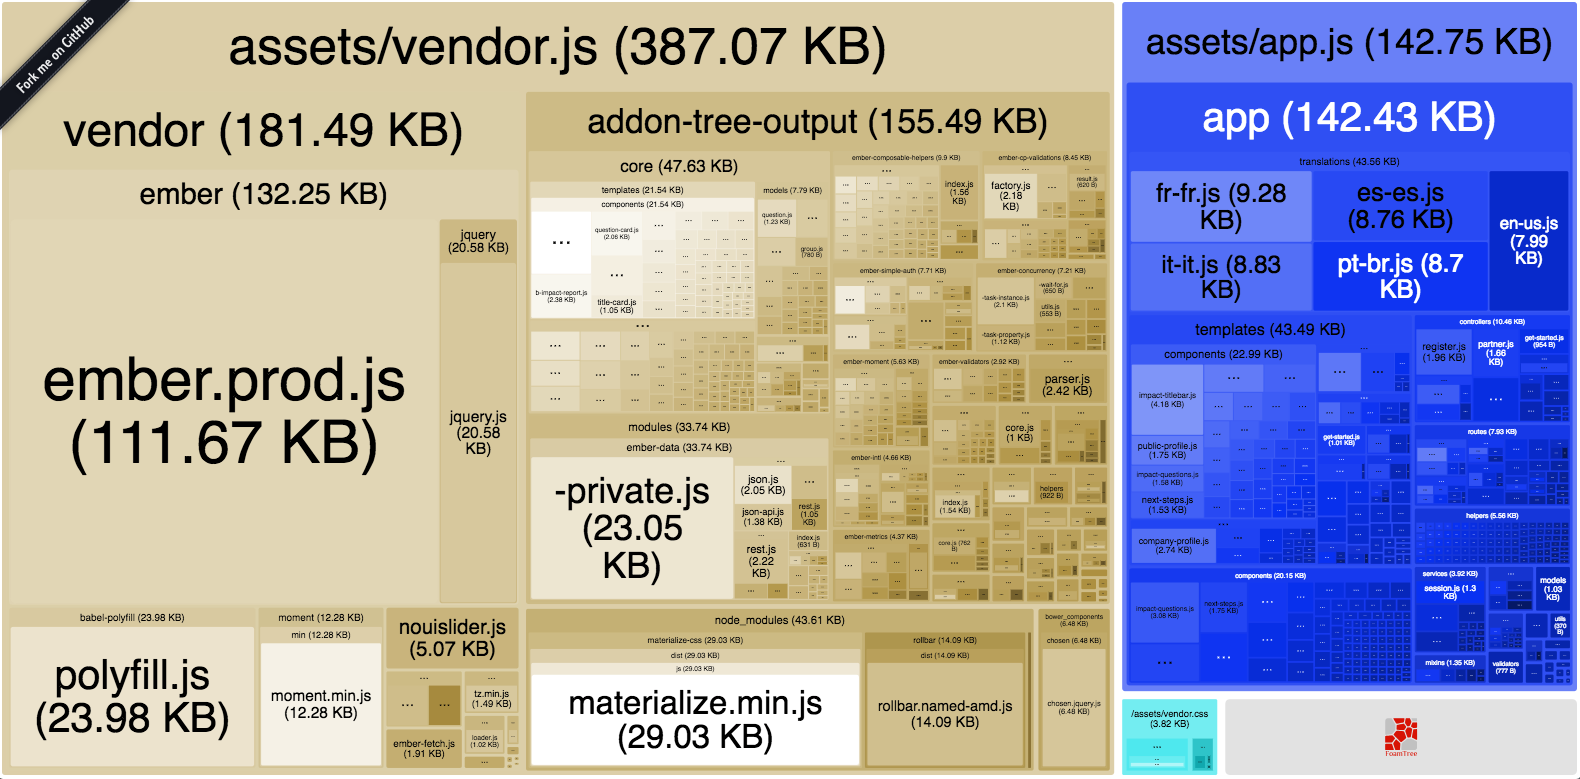 Fork me on GitHub
assets/vendor.js (387.07 KB)
vendor (181.49 KB)
ember (132.25 KB)
ember.prod.js
(111.67 KB)
jquery
(20.58 KB)
jquery.js
(20.58
KB)
babel-polyfill (23.98 KB)
polyfill.js
(23.98 KB)
moment (12.28 KB)
min (12.28 KB)
moment.min.js
(12.28 KB)
nouislider.js
(5.07 KB)
...
...
...
ember-fetch.js
(1.91 KB)
...
tz.min.js
(1.49 KB)
...
loader.js
(1.02 KB)
...
addon-tree-output (155.49 KB)
core (47.63 KB)
templates (21.54 KB)
components (21.54 KB)
...
question-card.js
(2.06 KB)
...
b-impact-report.js
(2.38 KB)
title-card.js
(1.05 KB)
models (7.79 KB)
question.js
(1.23 KB)
...
group.js
(780 B)
...
modules (33.74 KB)
ember-data (33.74 KB)
-private.js
(23.05
KB)
json.js
(2.05 KB)
json-api.js
(1.38 KB)
rest.js
(2.22
KB)
...
rest.js
(1.05
KB)
index.js
(631 B)
ember-composable-helpers (9.9 KB)
...
index.js
(1.56
KB)
ember-cp-validations (8.45 KB)
factory.js
(2.18
KB)
...
result.js
(620 B)
ember-simple-auth (7.71 KB)
...
ember-concurrency (7.21 KB)
-task-instance.js
(2.1 KB)
-wait-for.js
(650 B)
utils.js
(553 B)
-task-property.js
(1.12 KB)
ember-moment (5.63 KB)
ember-validators (2.92 KB)
...
parser.js
(2.42 KB)
core.js
(1 KB)
ember-intl (4.66 KB)
index.js
(1.54 KB)
helpers
(922 B)
ember-metrics (4.37 KB)
core.js (762
B)
node_modules (43.61 KB)
materialize-css (29.03 KB)
dist (29.03 KB)
js (29.03 KB)
materialize.min.js
(29.03 KB)
rollbar (14.09 KB)
dist (14.09 KB)
rollbar.named-amd.js
(14.09 KB)
bower_components
(6.48 KB)
chosen (6.48 KB)
chosen.jquery.js
(6.48 KB)
assets/app.js (142.75 KB)
app (142.43 KB)
translations (43.56 KB)
fr-fr.js (9.28
KB)
es-es.js
(8.76 KB)
en-us.js
(7.99
KB)
it-it.js (8.83
KB)
pt-br.js (8.7
KB)
templates (43.49 KB)
components (22.99 KB)
impact-titlebar.js
(4.18 KB)
public-profile.js
(1.75 KB)
impact-questions.js
(1.58 KB)
next-steps.js
(1.53 KB)
...
get-started.js
(1.01 KB)
company-profile.js
(2.74 KB)
controllers (10.46 KB)
register.js
(1.96 KB)
partner.js
(1.66
KB)
get-started.js
(954 B)
...
routes (7.93 KB)
helpers (5.56 KB)
components (20.15 KB)
impact-questions.js
(3.08 KB)
next-steps.js
(1.75 KB)
...
services (3.92 KB)
session.js (1.3
KB)
models
(1.03
KB)
utils
(370
B)
mixins (1.35 KB)
validators
(777 B)
/assets/vendor.css
(3.82 KB)
...
FoamTree